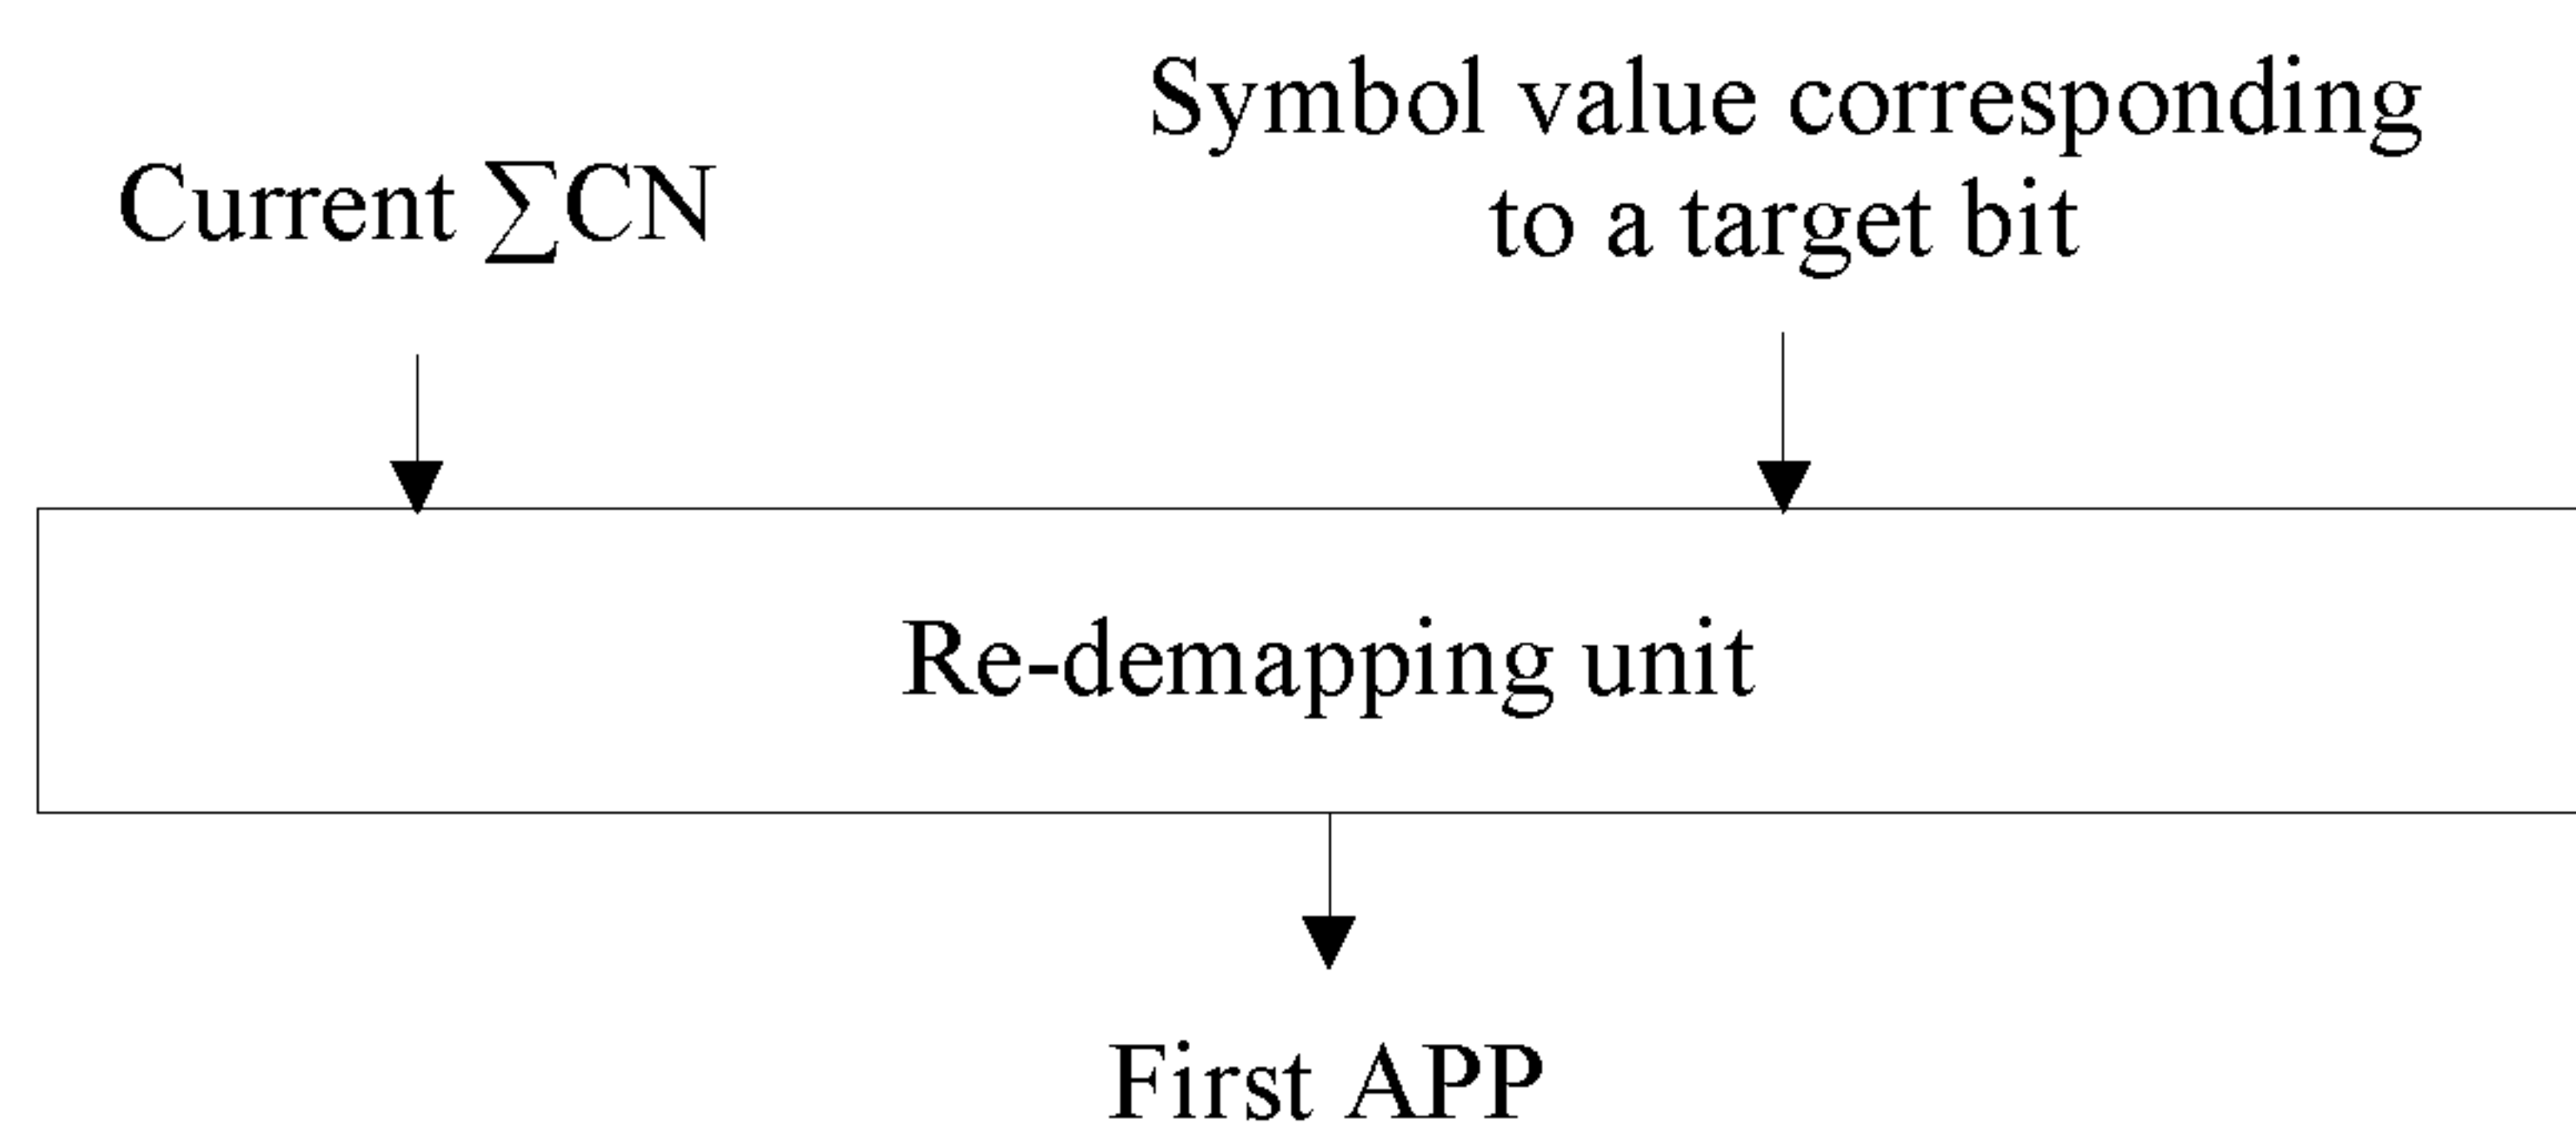 Current ∑CN
Symbol value corresponding
to a target bit
Re-demapping unit
First APP